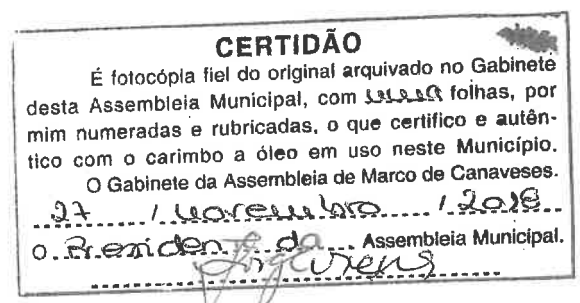 CERTIDÃO
É fotocópia fiel do original arquivado no Gabinete
desta Assembleia Municipal, com uma folhas, por
mim numeradas e rubricadas, o que certifico e autên-
tico com o carimbo a óleo em uso neste Município.
O Gabinete da Assembleia de Marco de Canaveses.
27 / novembro / 2018
O Presidente da Assembleia Municipal.